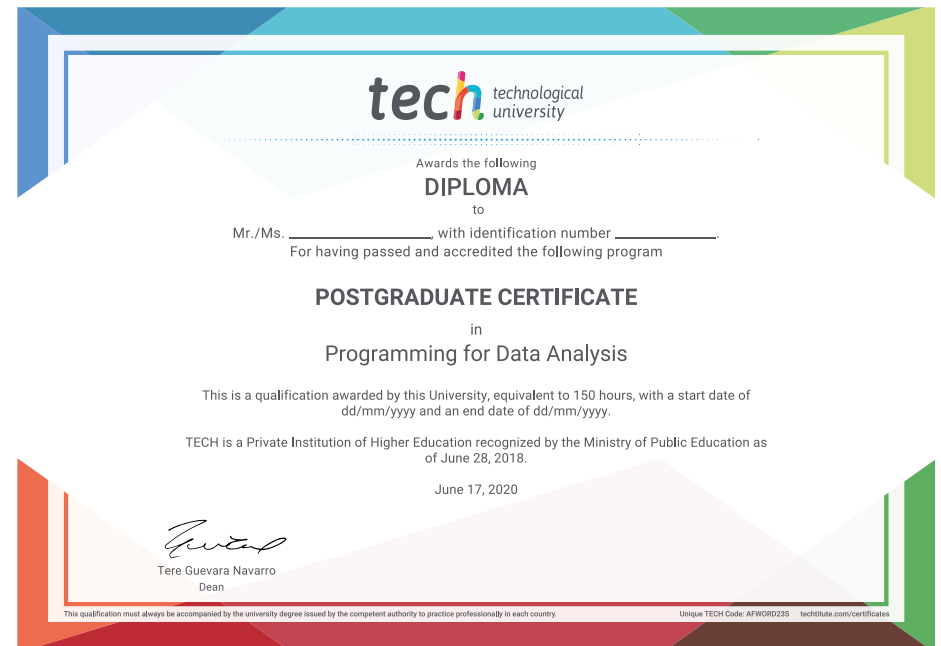 tech technological
university
Awards the following
DIPLOMA
to
Mr./Ms. ____________, with identification number ____________.
For having passed and accredited the following program
POSTGRADUATE CERTIFICATE
in
Programming for Data Analysis
This is a qualification awarded by this University, equivalent to 150 hours, with a start date of
dd/mm/yyyy and an end date of dd/mm/yyyy.
TECH is a Private Institution of Higher Education recognized by the Ministry of Public Education as
of June 28, 2018.
June 17, 2020
Tere Guevara Navarro
Dean
This qualification must always be accompanied by the university degree issued by the competent authority to practice professionally in each country. Unique TECH Code: AFWORD23S techtitute.com/certificates